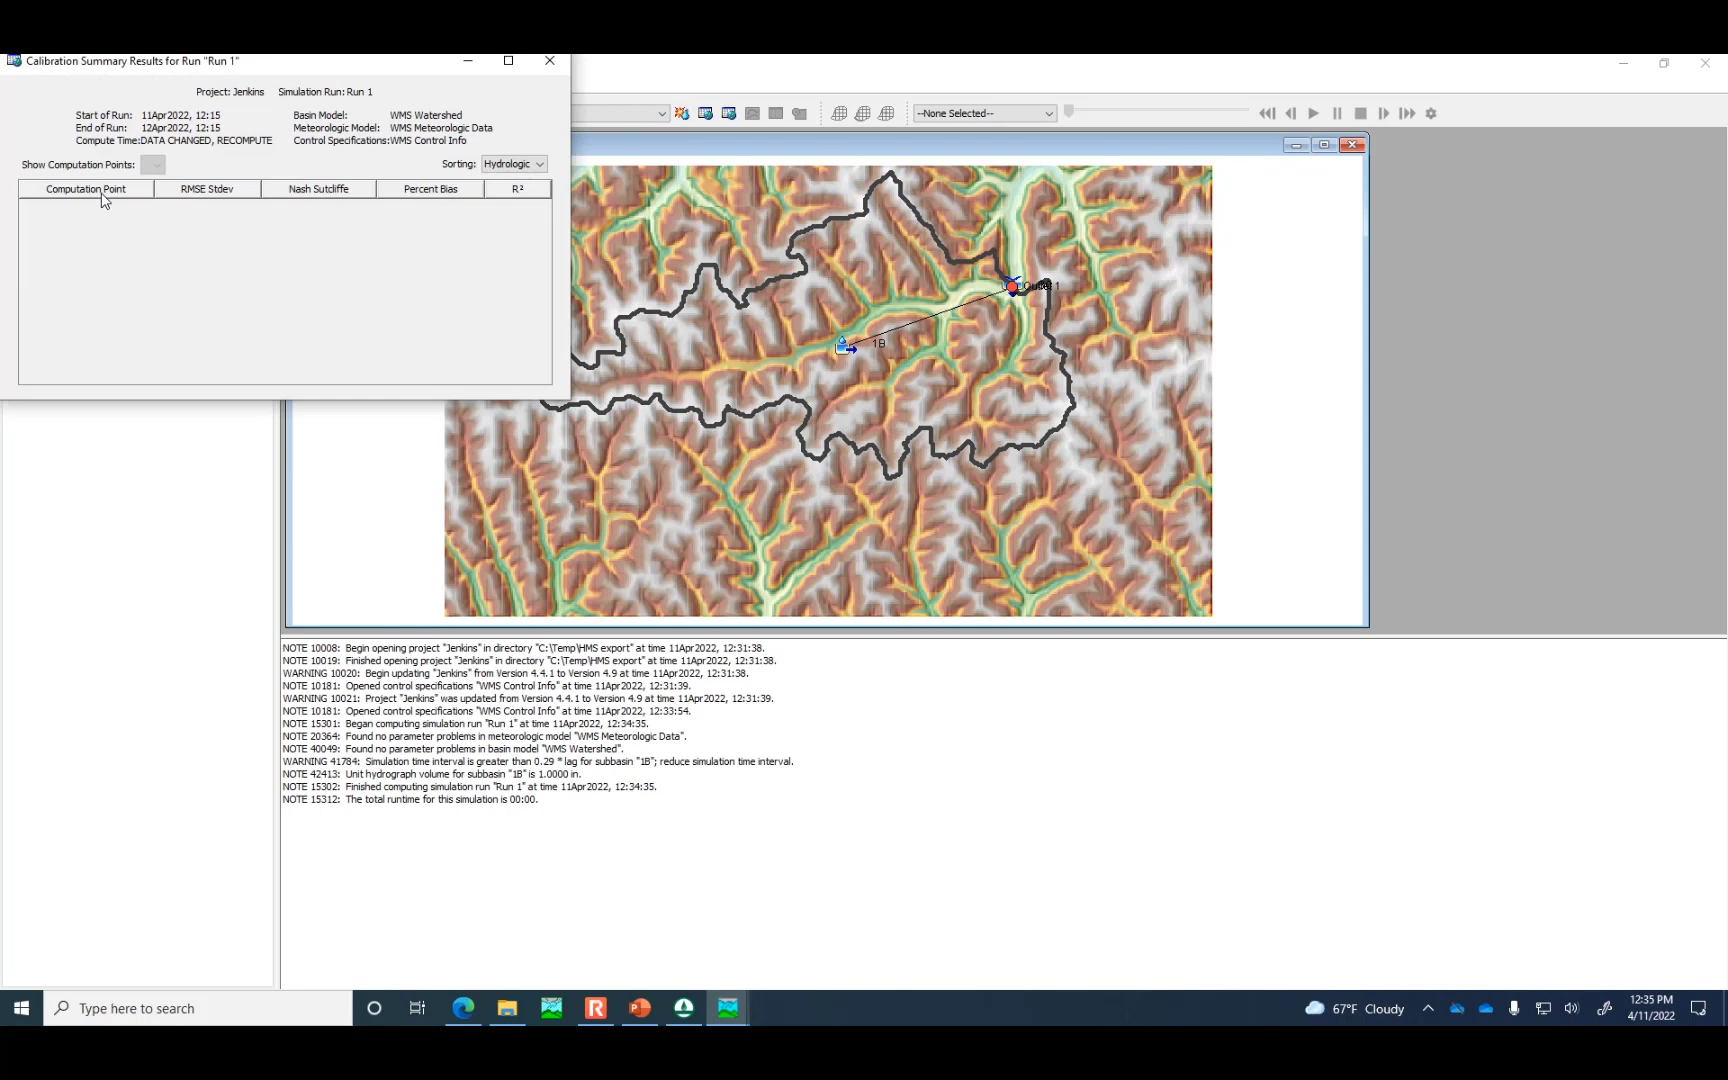 Calibration Summary Results for Run "Run 1"
Project: Jenkins Simulation Run: Run 1
Start of Run: 11Apr2022, 12:15 Basin Model: WMS Watershed
End of Run: 12Apr2022, 12:15 Meteorologic Model: WMS Meteorologic Data
Compute Time:DATA CHANGED, RECOMPUTE Control Specifications:WMS Control Info
Show Computation Points: Sorting: Hydrologic
Computation Point RMSE Stdev Nash Sutcliffe Percent Bias R²
--None Selected--
1B
NOTE 10008: Begin opening project "Jenkins" in directory "C:\Temp\HMS export" at time 11Apr2022, 12:31:38.
NOTE 10019: Finished opening project "Jenkins" in directory "C:\Temp\HMS export" at time 11Apr2022, 12:31:38.
WARNING 10020: Begin updating "Jenkins" from Version 4.4.1 to Version 4.9 at time 11Apr2022, 12:31:38.
NOTE 10181: Opened control specifications "WMS Control Info" at time 11Apr2022, 12:31:39.
WARNING 10021: Project "Jenkins" was updated from Version 4.4.1 to Version 4.9 at time 11Apr2022, 12:31:39.
NOTE 10181: Opened control specifications "WMS Control Info" at time 11Apr2022, 12:33:54.
NOTE 15301: Began computing simulation run "Run 1" at time 11Apr2022, 12:34:35.
NOTE 20364: Found no parameter problems in meteorologic model "WMS Meteorologic Data".
NOTE 40049: Found no parameter problems in basin model "WMS Watershed".
WARNING 41784: Simulation time interval is greater than 0.29 * lag for subbasin "1B"; reduce simulation time interval.
NOTE 42413: Unit hydrograph volume for subbasin "1B" is 1.0000 in.
NOTE 15302: Finished computing simulation run "Run 1" at time 11Apr2022, 12:34:35.
NOTE 15312: The total runtime for this simulation is 00:00.
Type here to search
67°F Cloudy
12:35 PM
4/11/2022